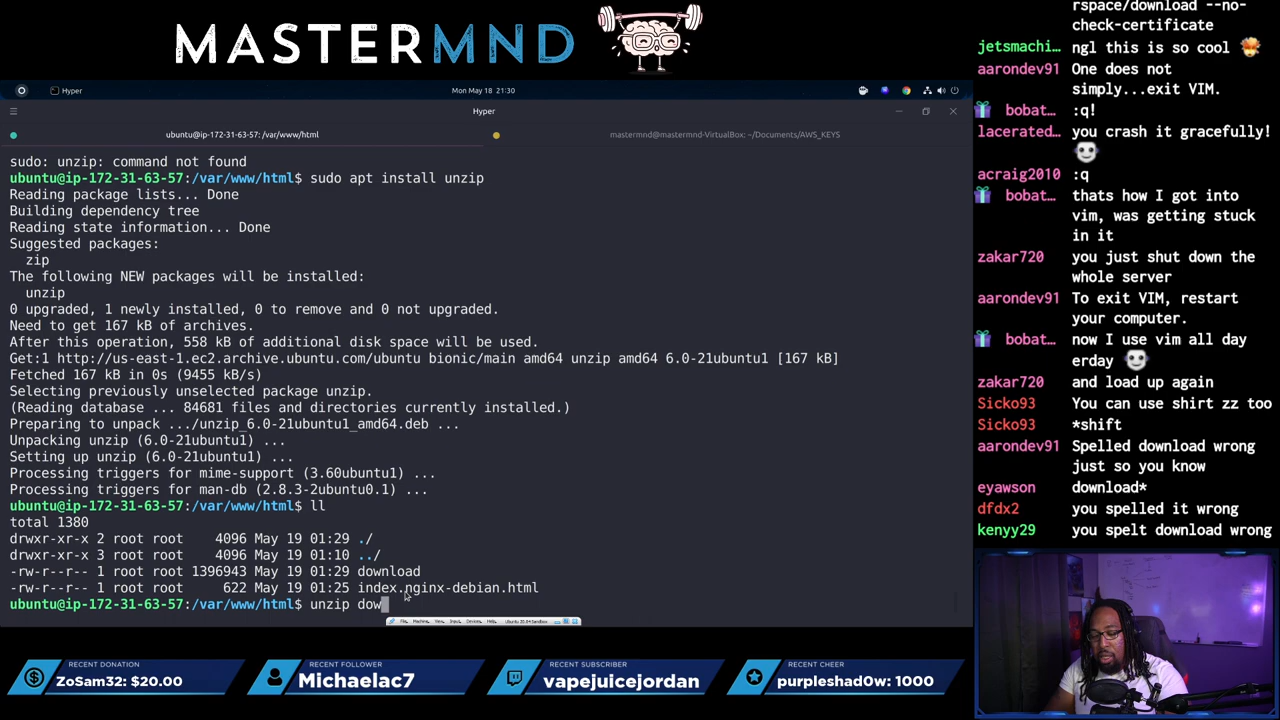 MASTERMND
Hyper
Mon May 18 21:30
Hyper
ubuntu@ip-172-31-63-57: /var/www/html
mastermnd@mastermnd-VirtualBox: ~/Documents/AWS_KEYS
sudo: unzip: command not found
ubuntu@ip-172-31-63-57:/var/www/html$ sudo apt install unzip
Reading package lists... Done
Building dependency tree
Reading state information... Done
Suggested packages:
zip
The following NEW packages will be installed:
unzip
0 upgraded, 1 newly installed, 0 to remove and 0 not upgraded.
Need to get 167 kB of archives.
After this operation, 558 kB of additional disk space will be used.
Get:1 http://us-east-1.ec2.archive.ubuntu.com/ubuntu bionic/main amd64 unzip amd64 6.0-21ubuntu1 [167 kB]
Fetched 167 kB in 0s (9455 kB/s)
Selecting previously unselected package unzip.
(Reading database ... 84681 files and directories currently installed.)
Preparing to unpack .../unzip_6.0-21ubuntu1_amd64.deb ...
Unpacking unzip (6.0-21ubuntu1) ...
Setting up unzip (6.0-21ubuntu1) ...
Processing triggers for mime-support (3.60ubuntu1) ...
Processing triggers for man-db (2.8.3-2ubuntu0.1) ...
ubuntu@ip-172-31-63-57:/var/www/html$ ll
total 1380
drwxr-xr-x 2 root root    4096 May 19 01:29 ./
drwxr-xr-x 3 root root    4096 May 19 01:10 ../
-rw-r--r-- 1 root root 1396943 May 19 01:29 download
-rw-r--r-- 1 root root     622 May 19 01:25 index.nginx-debian.html
ubuntu@ip-172-31-63-57:/var/www/html$ unzip dow
File, Machine, View, Input, Devices, Help, Ubuntu 20.04 Sandbox
rspace/download --no-
check-certificate
jetsmachi… ngl this is so cool
aarondev91 One does not
simply...exit VIM.
bobat… :q!
lacerated… you crash it gracefully!
acraig2010 :q
bobat… thats how I got into
vim, was getting stuck
in it
zakar720 you just shut down the
whole server
aarondev91 To exit VIM, restart
your computer.
bobat… now I use vim all day
erday
zakar720 and load up again
Sicko93 You can use shirt zz too
Sicko93 *shift
aarondev91 Spelled download wrong
just so you know
eyawson download*
dfdx2 you spelled it wrong
kenyy29 you spelt download wrong
RECENT DONATION
ZoSam32: $20.00
RECENT FOLLOWER
Michaelac7
RECENT SUBSCRIBER
vapejuicejordan
RECENT CHEER
purpleshad0w: 1000